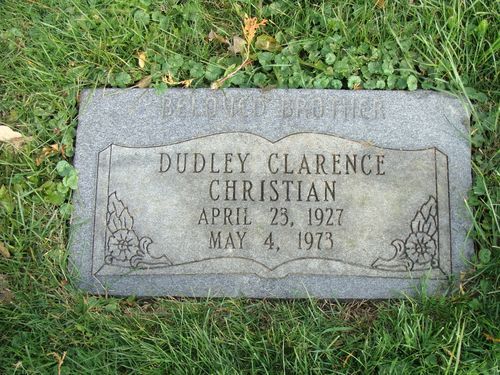 BELOVED BROTHER
DUDLEY CLARENCE
CHRISTIAN
APRIL 23, 1927
MAY 4, 1973